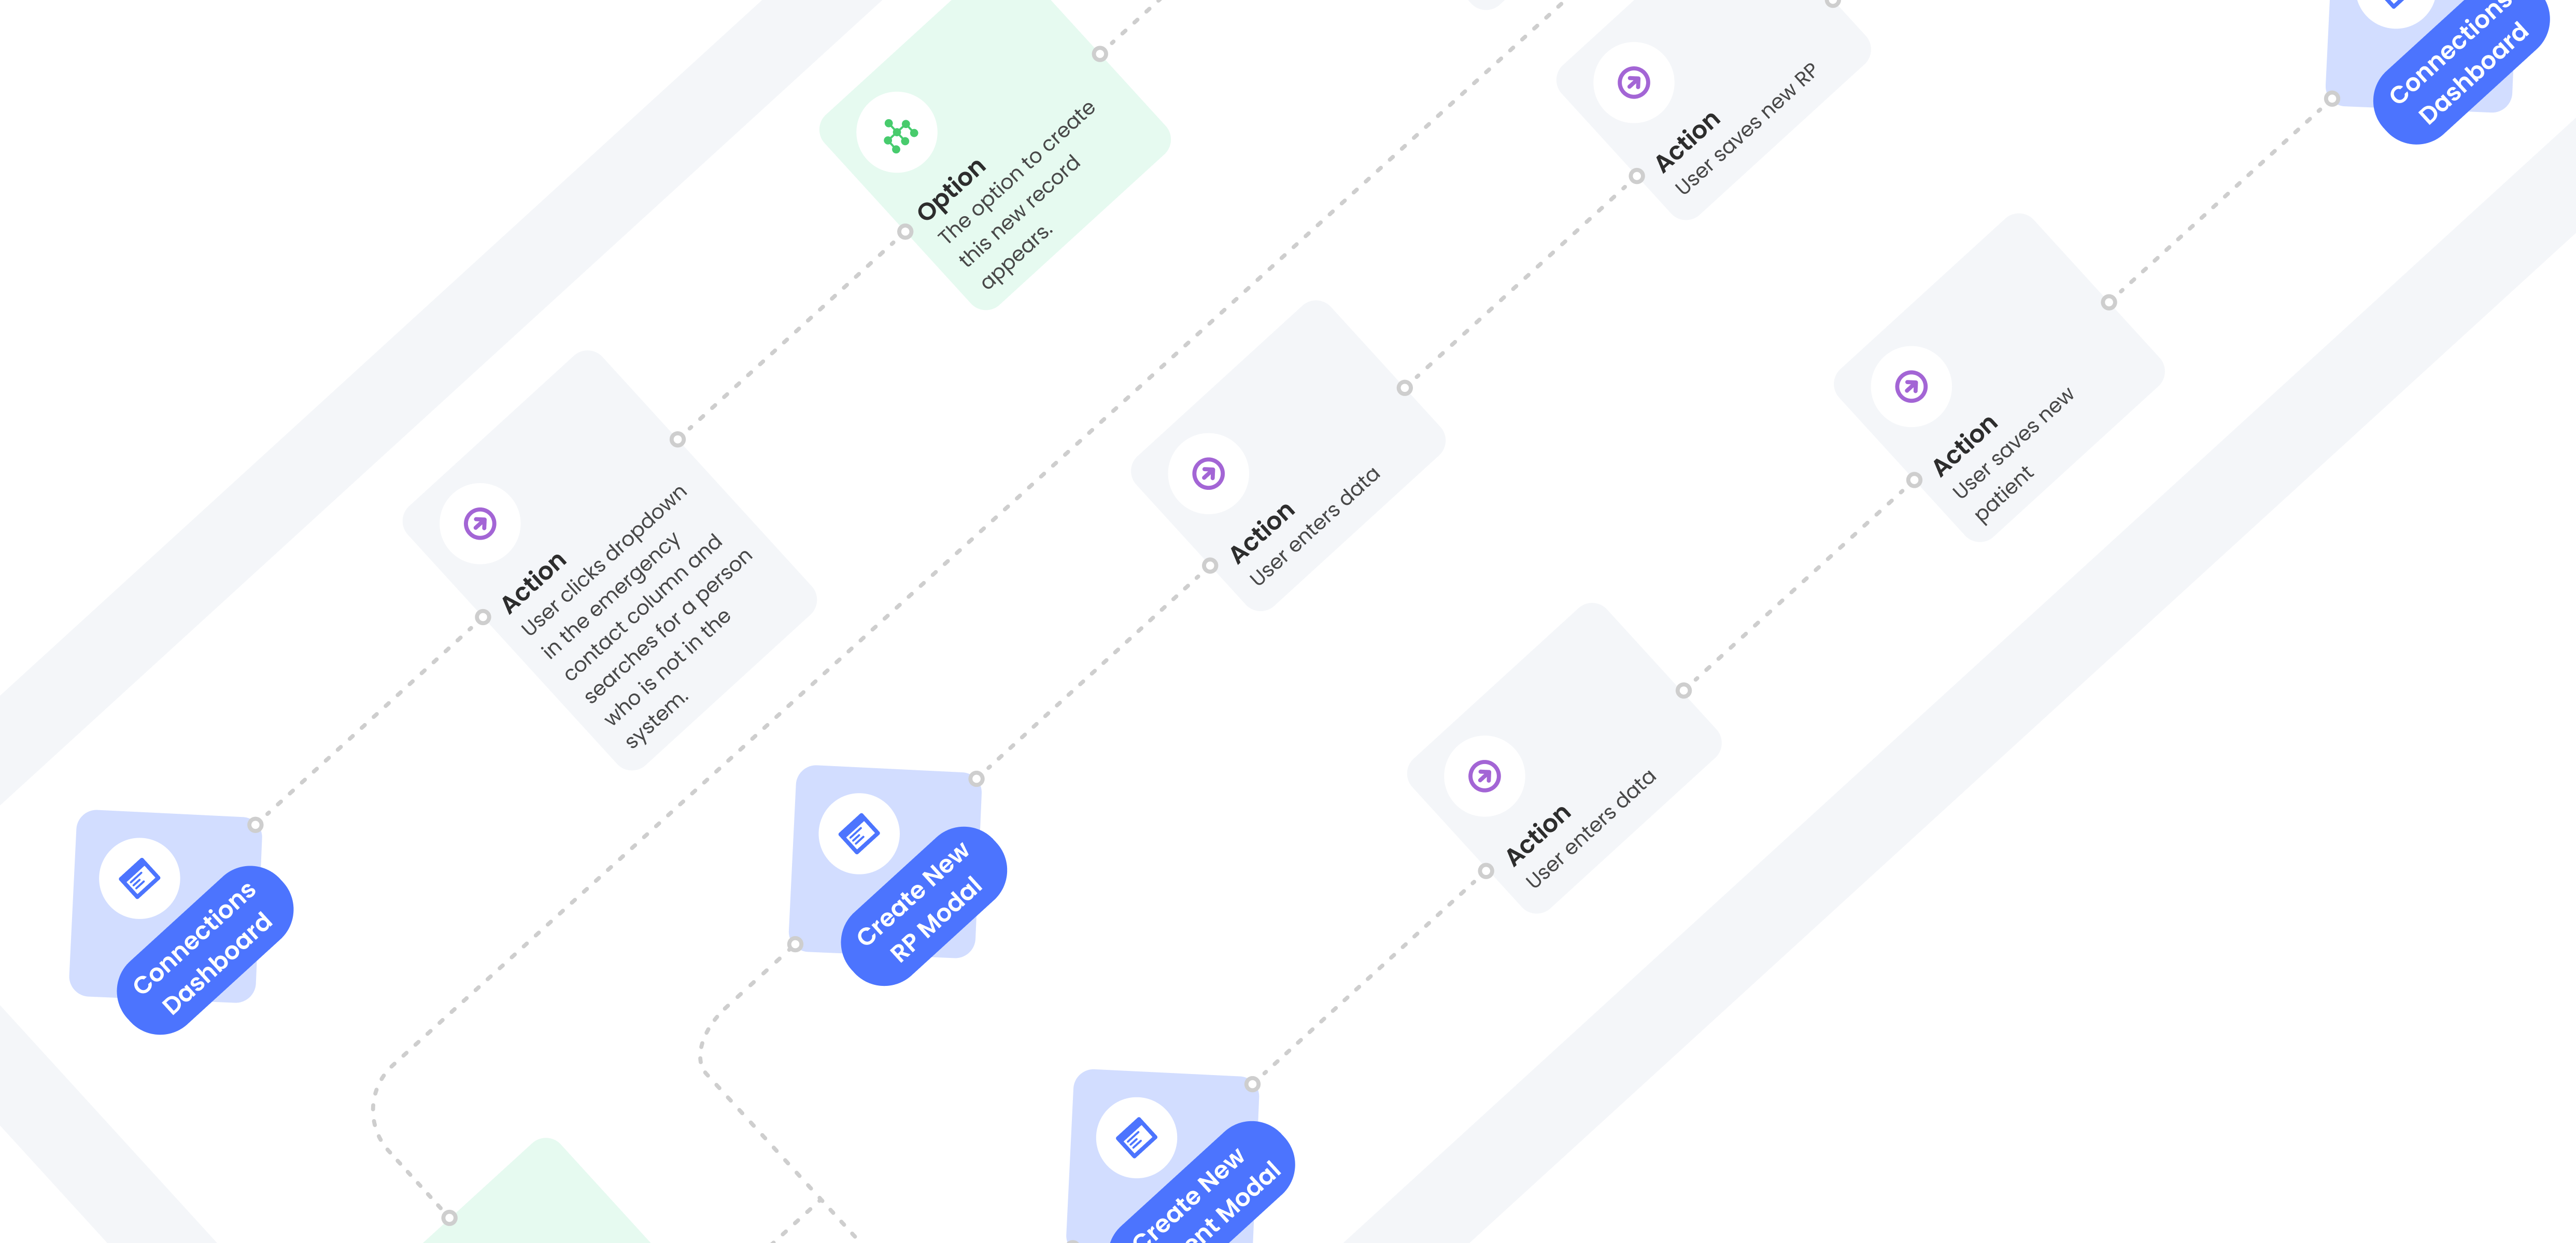 Connections
Dashboard
Action
User clicks dropdown
in the emergency
contact column and
searches for a person
who is not in the
system.
Option
The option to create
this new record
appears.
Create New
RP Modal
Action
User enters data
Action
User saves new RP
Create New
Modal
Action
User enters data
Action
User saves new
patient
Connections
Dashboard